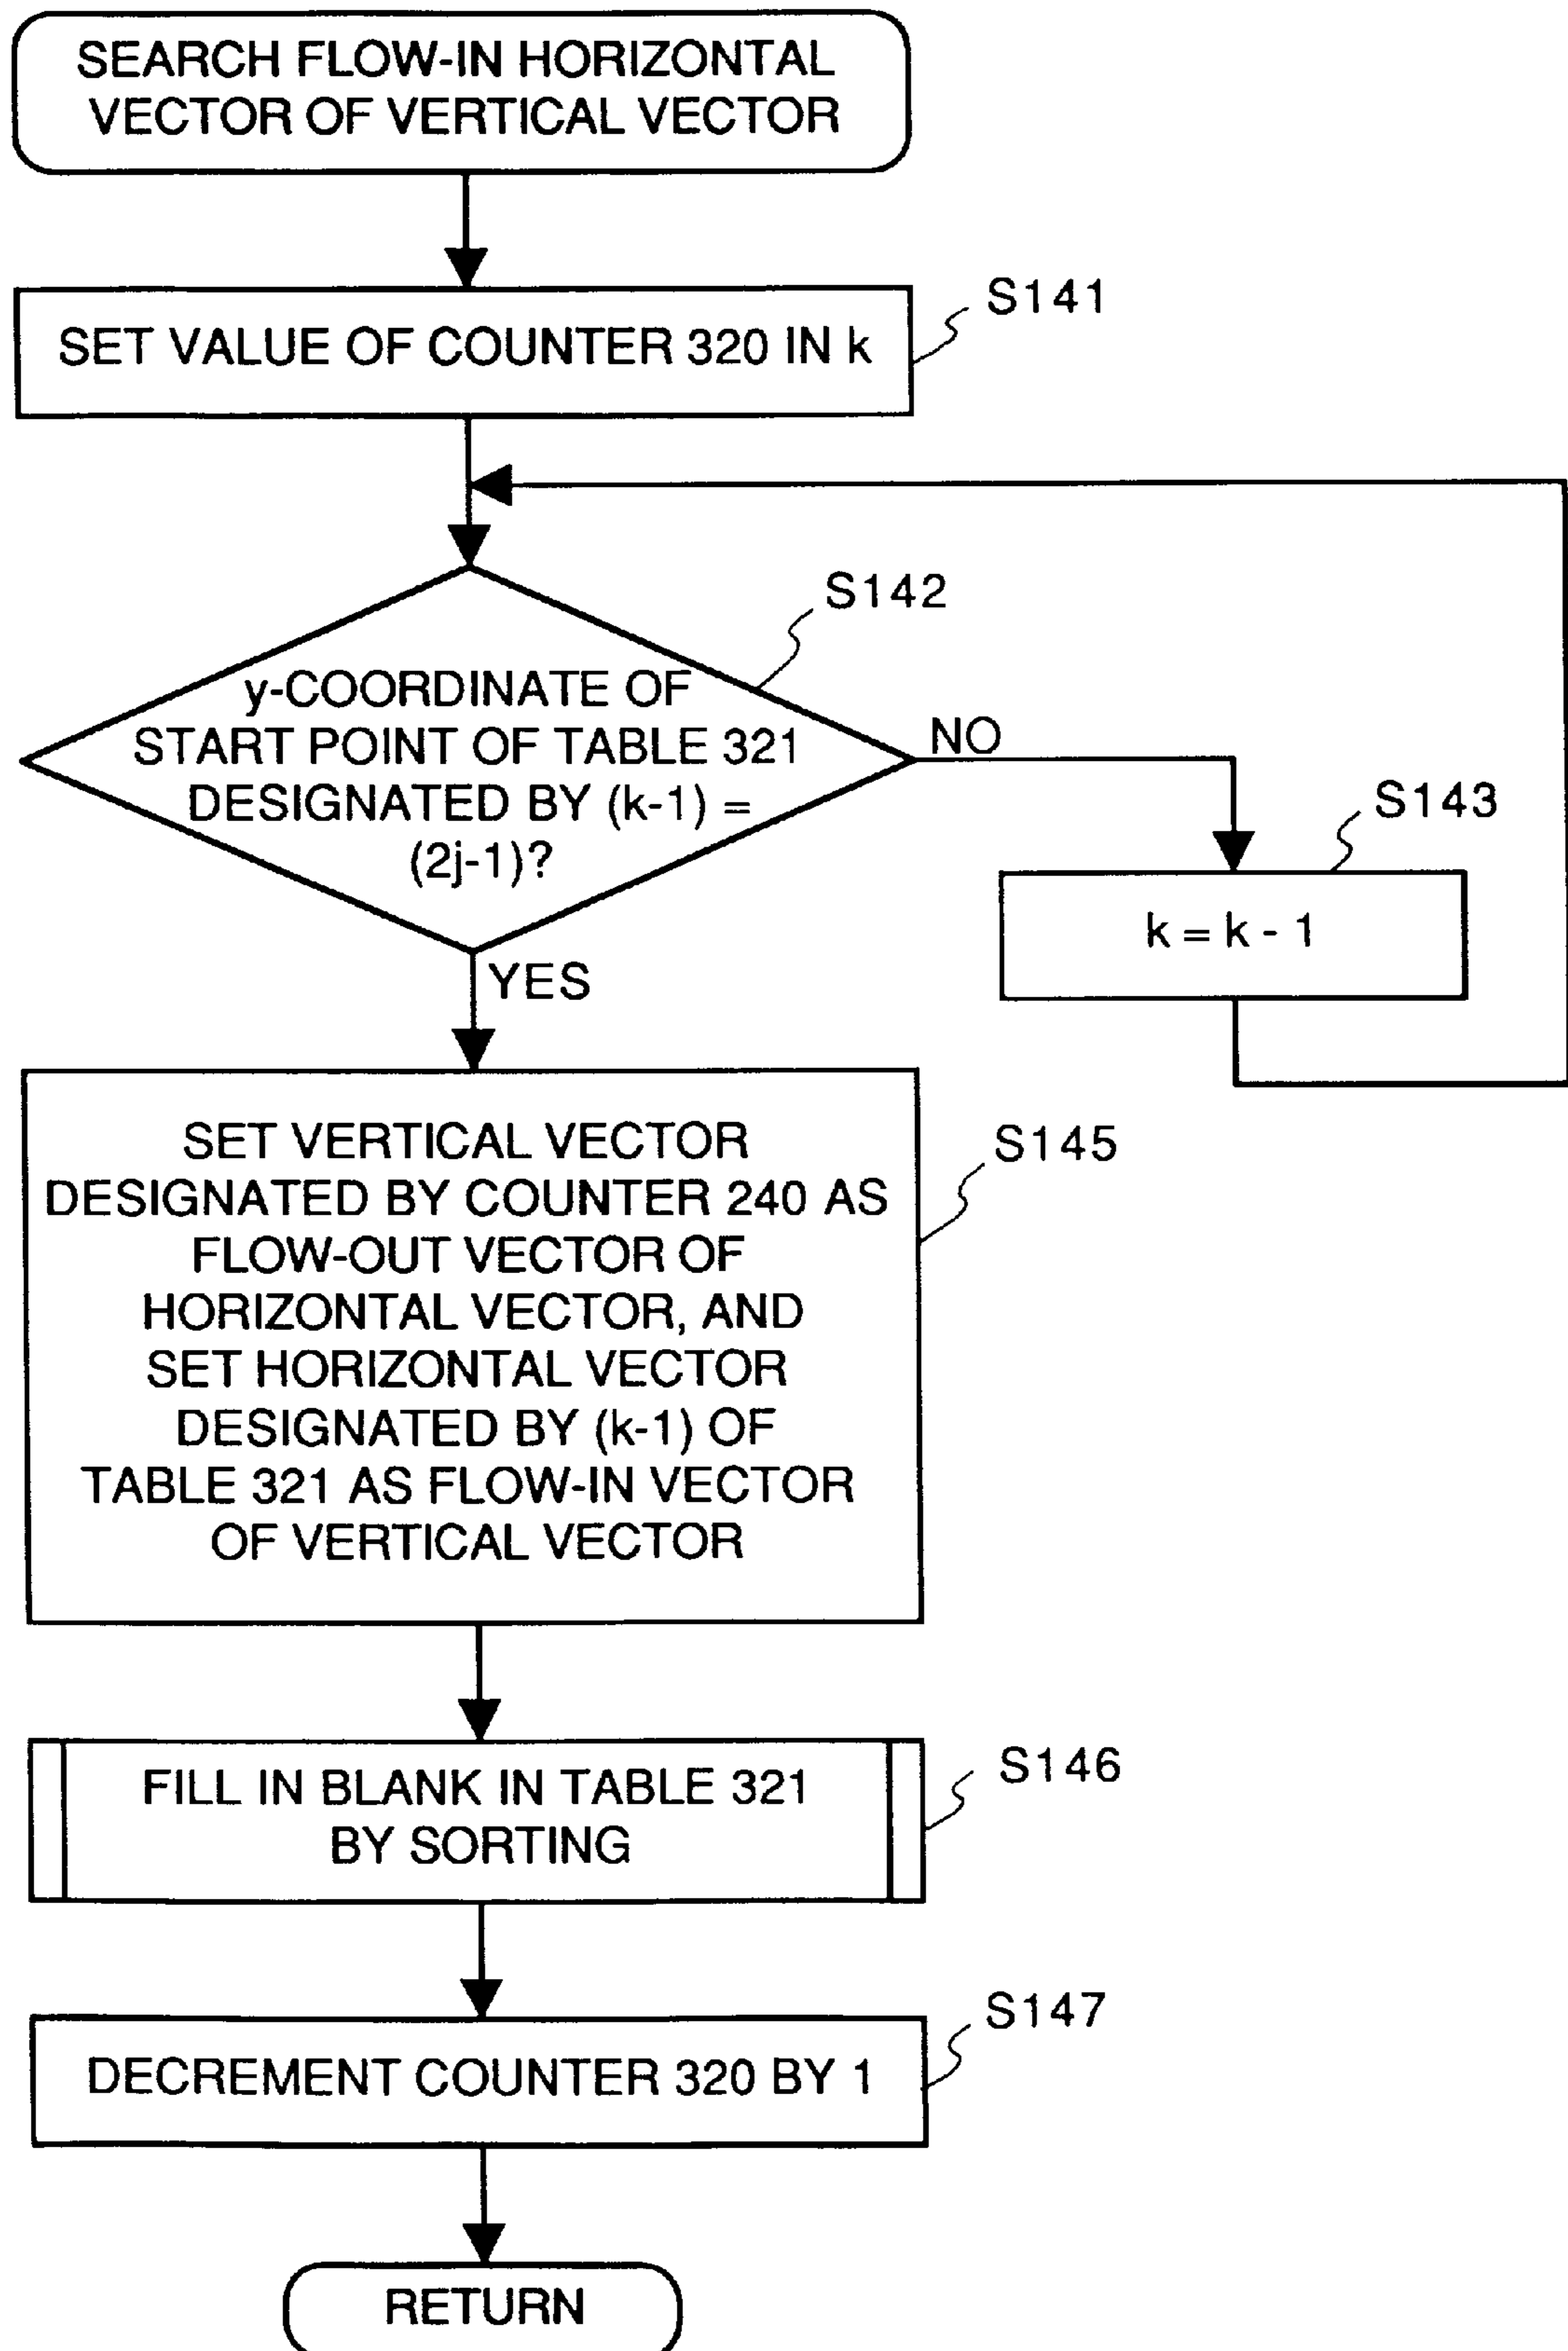 SEARCH FLOW-IN HORIZONTAL
VECTOR OF VERTICAL VECTOR
S141
SET VALUE OF COUNTER 320 IN k
S142
y-COORDINATE OF
START POINT OF TABLE 321
DESIGNATED BY (k-1) =
(2j-1)?
NO
S143
k = k - 1
YES
S145
SET VERTICAL VECTOR
DESIGNATED BY COUNTER 240 AS
FLOW-OUT VECTOR OF
HORIZONTAL VECTOR, AND
SET HORIZONTAL VECTOR
DESIGNATED BY (k-1) OF
TABLE 321 AS FLOW-IN VECTOR
OF VERTICAL VECTOR
S146
FILL IN BLANK IN TABLE 321
BY SORTING
S147
DECREMENT COUNTER 320 BY 1
RETURN